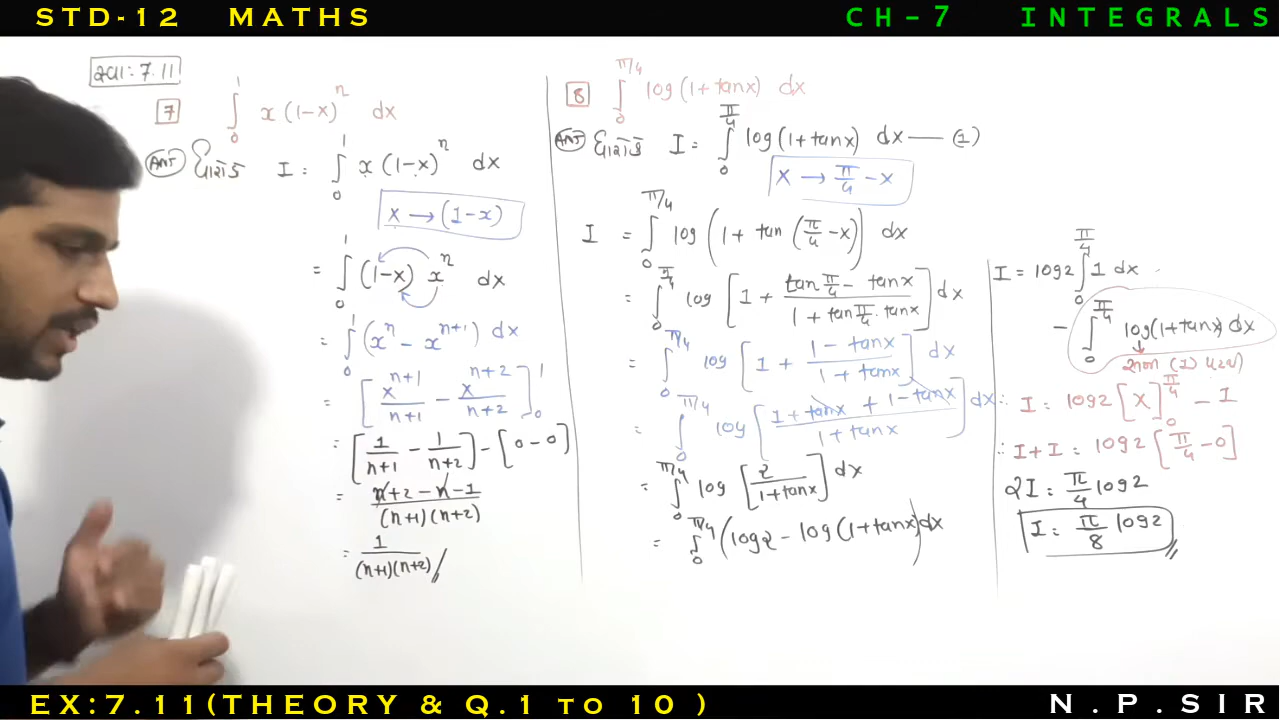 STD-12 MATHS
CH-7 INTEGRALS
સ્વા: 7.11
7 ∫₀¹ x(1-x)ⁿ dx
Ans ધારોકે I = ∫₀¹ x(1-x)ⁿ dx
x → (1-x)
= ∫₀¹ (1-x) xⁿ dx
= ∫₀¹ (xⁿ - xⁿ⁺¹) dx
= [xⁿ⁺¹/n+1 - xⁿ⁺²/n+2]₀¹
= [1/n+1 - 1/n+2] - [0-0]
= n+2-n-1/(n+1)(n+2)
= 1/(n+1)(n+2) //
8 ∫₀^π/4 log(1+tanx) dx
Ans ધારોકે I = ∫₀^π/4 log(1+tanx) dx — (1)
x → π/4 - x
I = ∫₀^π/4 log(1 + tan(π/4 - x)) dx
= ∫₀^π/4 log[1 + tan π/4 - tanx/1 + tan π/4 · tanx] dx
= ∫₀^π/4 log[1 + 1-tanx/1+tanx] dx
= ∫₀^π/4 log[1+tanx + 1-tanx/1+tanx] dx
= ∫₀^π/4 log[2/1+tanx] dx
= ∫₀^π/4 (log2 - log(1+tanx)) dx
I = log2 ∫₀^π/4 1 dx
- ∫₀^π/4 log(1+tanx) dx
(1)
∴ I = log2 [x]₀^π/4 - I
∴ I+I = log2 [π/4 - 0]
2I = π/4 log2
I = π/8 log2 //
EX:7.11(THEORY & Q.1 TO 10 )
N.P.SIR